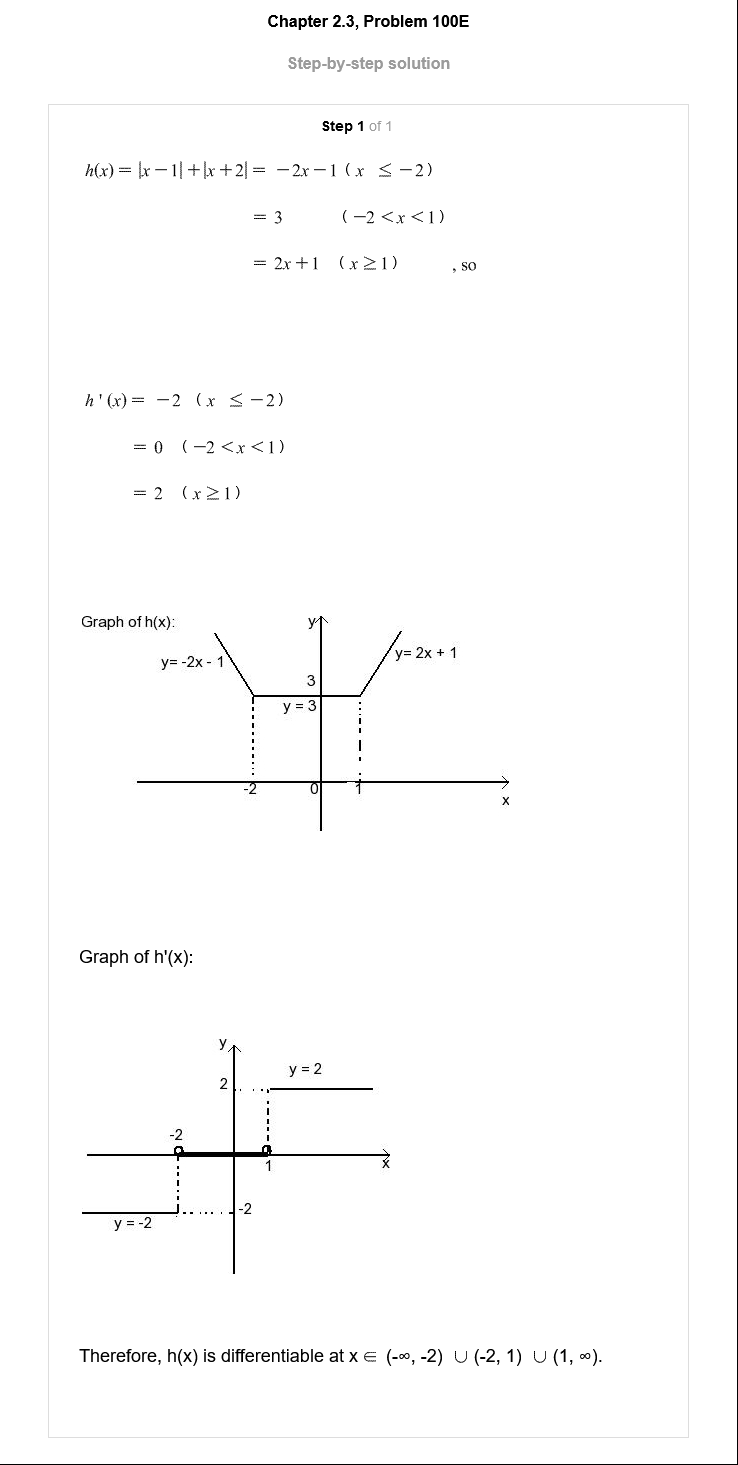 Chapter 2.3, Problem 100E
Step-by-step solution
Step 1 of 1
h(x) = |x − 1| + |x + 2| = −2x − 1 ( x ≤ −2)
= 3 ( −2 < x < 1)
= 2x + 1 ( x ≥ 1) , so
h ' (x) = −2 ( x ≤ −2)
= 0 ( −2 < x < 1)
= 2 ( x ≥ 1)
Graph of h(x):
y
y= -2x - 1
y= 2x + 1
3
y = 3
-2
0
1
x
Graph of h'(x):
y
y = 2
2
-2
1
x
-2
y = -2
Therefore, h(x) is differentiable at x ∈ (-∞, -2) ∪ (-2, 1) ∪ (1, ∞).